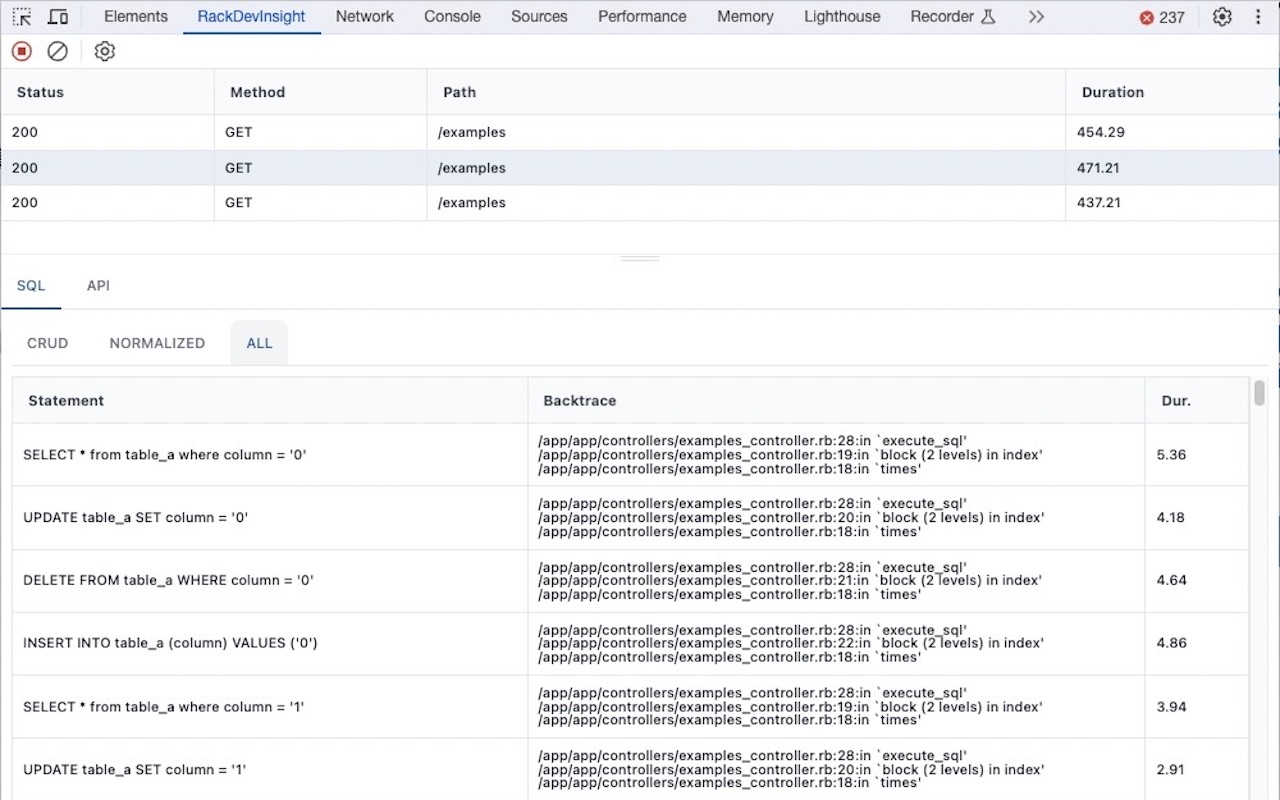 Elements RackDevInsight Network Console Sources Performance Memory Lighthouse Recorder 237
Status Method Path Duration
200 GET /examples 454.29
200 GET /examples 471.21
200 GET /examples 437.21
SQL API
CRUD NORMALIZED ALL
Statement Backtrace Dur.
/app/app/controllers/examples_controller.rb:28:in `execute_sql'
SELECT * from table_a where column = '0' /app/app/controllers/examples_controller.rb:19:in `block (2 levels) in index' 5.36
/app/app/controllers/examples_controller.rb:18:in `times'
/app/app/controllers/examples_controller.rb:28:in `execute_sql'
UPDATE table_a SET column = '0' /app/app/controllers/examples_controller.rb:20:in `block (2 levels) in index' 4.18
/app/app/controllers/examples_controller.rb:18:in `times'
/app/app/controllers/examples_controller.rb:28:in `execute_sql'
DELETE FROM table_a WHERE column = '0' /app/app/controllers/examples_controller.rb:21:in `block (2 levels) in index' 4.64
/app/app/controllers/examples_controller.rb:18:in `times'
/app/app/controllers/examples_controller.rb:28:in `execute_sql'
INSERT INTO table_a (column) VALUES ('0') /app/app/controllers/examples_controller.rb:22:in `block (2 levels) in index' 4.86
/app/app/controllers/examples_controller.rb:18:in `times'
/app/app/controllers/examples_controller.rb:28:in `execute_sql'
SELECT * from table_a where column = '1' /app/app/controllers/examples_controller.rb:19:in `block (2 levels) in index' 3.94
/app/app/controllers/examples_controller.rb:18:in `times'
/app/app/controllers/examples_controller.rb:28:in `execute_sql'
UPDATE table_a SET column = '1' /app/app/controllers/examples_controller.rb:20:in `block (2 levels) in index' 2.91
/app/app/controllers/examples_controller.rb:18:in `times'